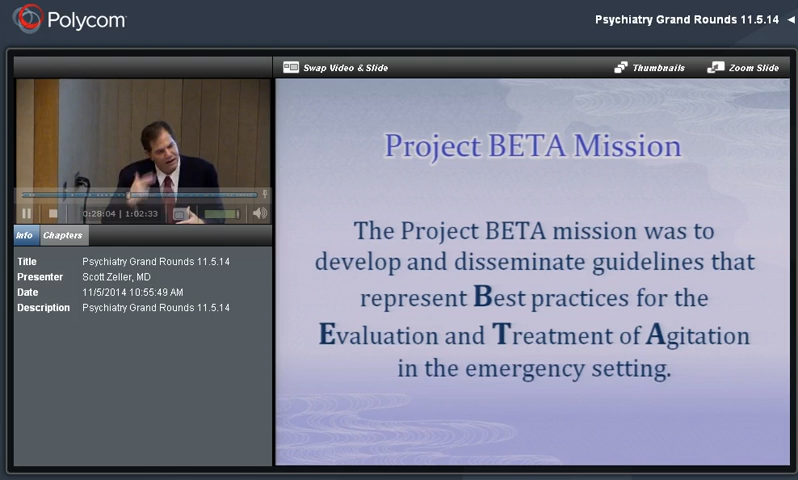 Polycom
Psychiatry Grand Rounds 11.5.14
Swap Video & Slide
Thumbnails
Zoom Slide
0:28:04 | 1:02:33
Info
Chapters
Title Psychiatry Grand Rounds 11.5.14
Presenter Scott Zeller, MD
Date 11/5/2014 10:55:49 AM
Description Psychiatry Grand Rounds 11.5.14
Project BETA Mission
The Project BETA mission was to
develop and disseminate guidelines that
represent Best practices for the
Evaluation and Treatment of Agitation
in the emergency setting.